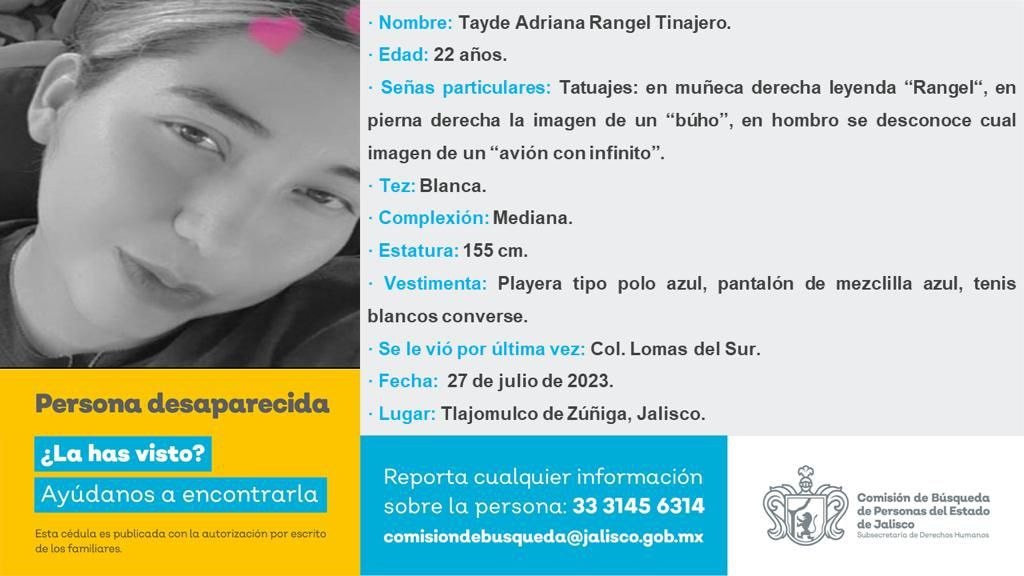 · Nombre: Tayde Adriana Rangel Tinajero.
· Edad: 22 años.
· Señas particulares: Tatuajes: en muñeca derecha leyenda “Rangel“, en
pierna derecha la imagen de un “búho”, en hombro se desconoce cual
imagen de un “avión con infinito”.
· Tez: Blanca.
· Complexión: Mediana.
· Estatura: 155 cm.
· Vestimenta: Playera tipo polo azul, pantalón de mezclilla azul, tenis
blancos converse.
· Se le vió por última vez: Col. Lomas del Sur.
· Fecha: 27 de julio de 2023.
· Lugar: Tlajomulco de Zúñiga, Jalisco.
Persona desaparecida
¿La has visto?
Ayúdanos a encontrarla
Esta cédula es publicada con la autorización por escrito
de los familiares.
Reporta cualquier información
sobre la persona: 33 3145 6314
comisiondebusqueda@jalisco.gob.mx
Comisión de Búsqueda
de Personas del Estado
de Jalisco
Subsecretaría de Derechos Humanos